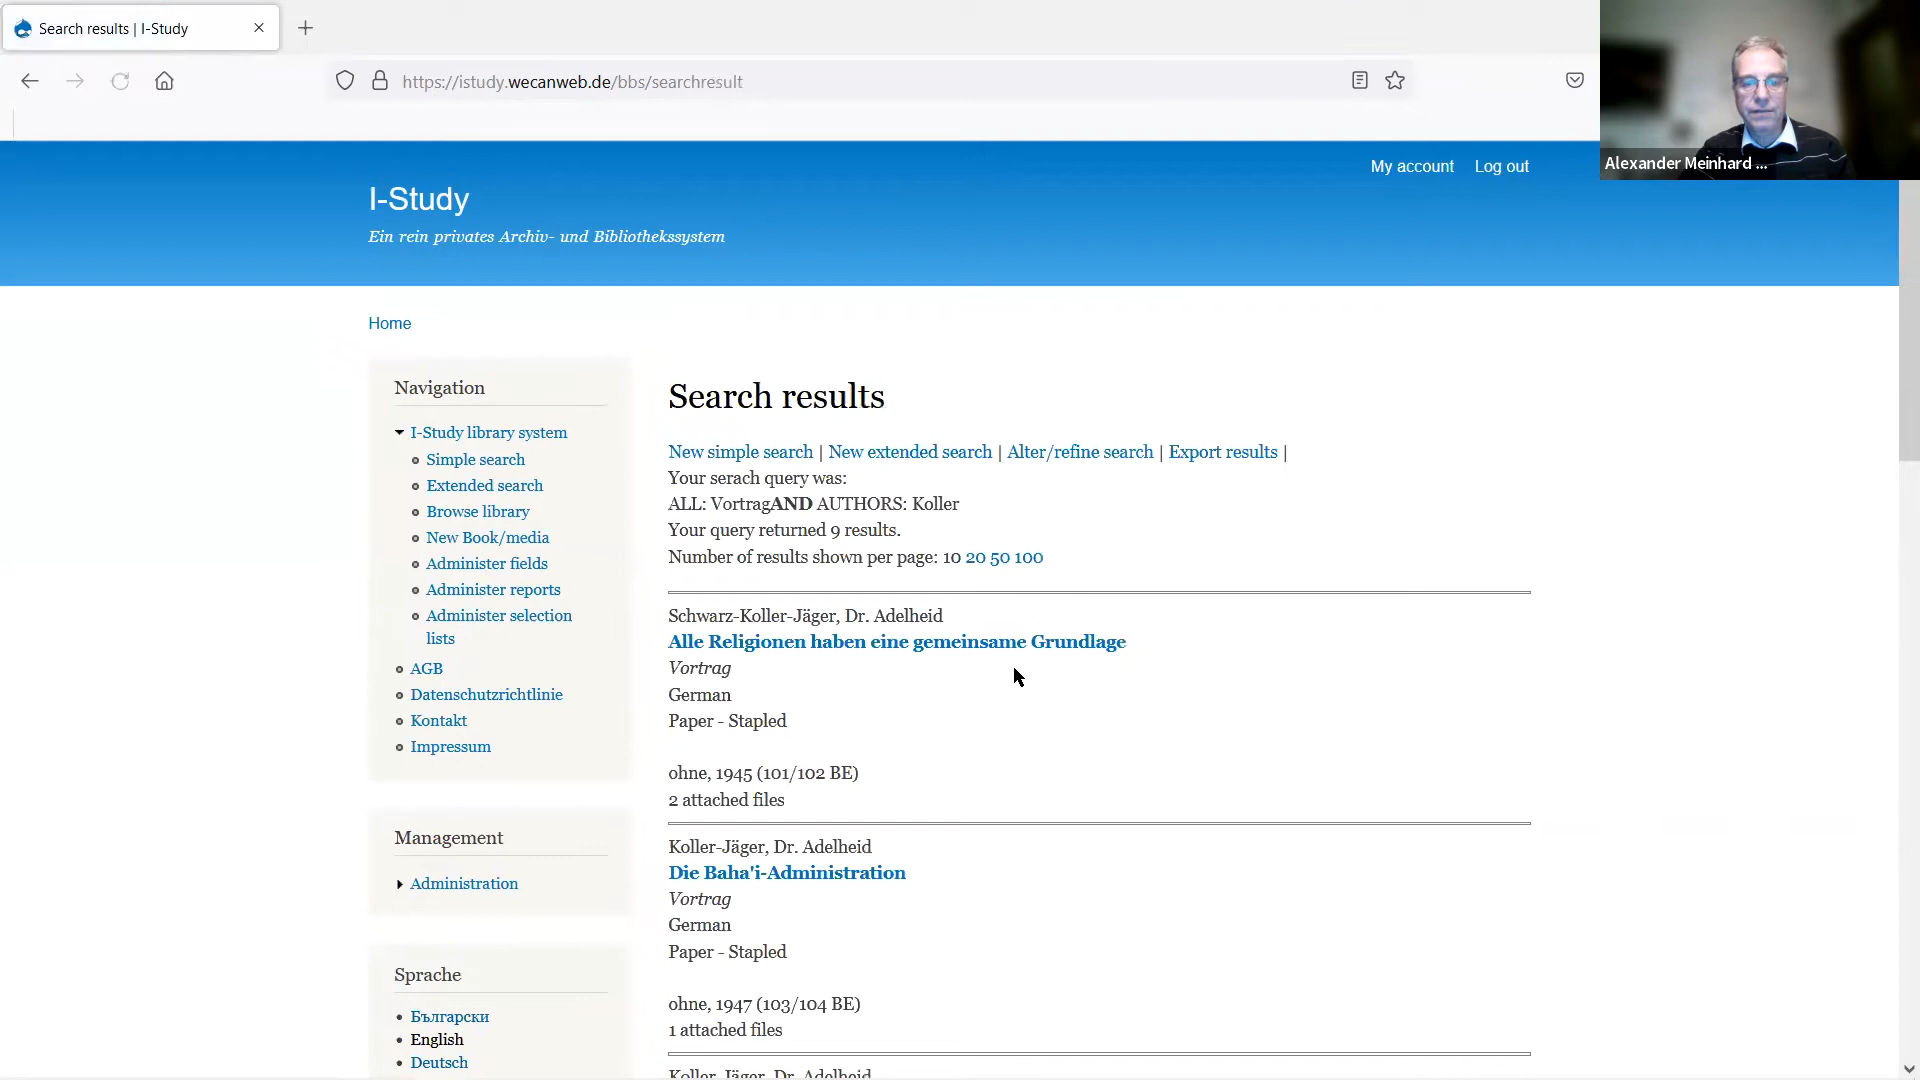 Search results | I-Study
https://istudy.wecanweb.de/bbs/searchresult
Alexander Meinhard ...
My account Log out
I-Study
Ein rein privates Archiv- und Bibliothekssystem
Home
Navigation
I-Study library system
Simple search
Extended search
Browse library
New Book/media
Administer fields
Administer reports
Administer selection
lists
AGB
Datenschutzrichtlinie
Kontakt
Impressum
Management
Administration
Sprache
Български
English
Deutsch
Search results
New simple search | New extended search | Alter/refine search | Export results |
Your serach query was:
ALL: VortragAND AUTHORS: Koller
Your query returned 9 results.
Number of results shown per page: 10 20 50 100
Schwarz-Koller-Jäger, Dr. Adelheid
Alle Religionen haben eine gemeinsame Grundlage
Vortrag
German
Paper - Stapled
ohne, 1945 (101/102 BE)
2 attached files
Koller-Jäger, Dr. Adelheid
Die Baha'i-Administration
Vortrag
German
Paper - Stapled
ohne, 1947 (103/104 BE)
1 attached files
Koller-Jäger, Dr. Adelheid